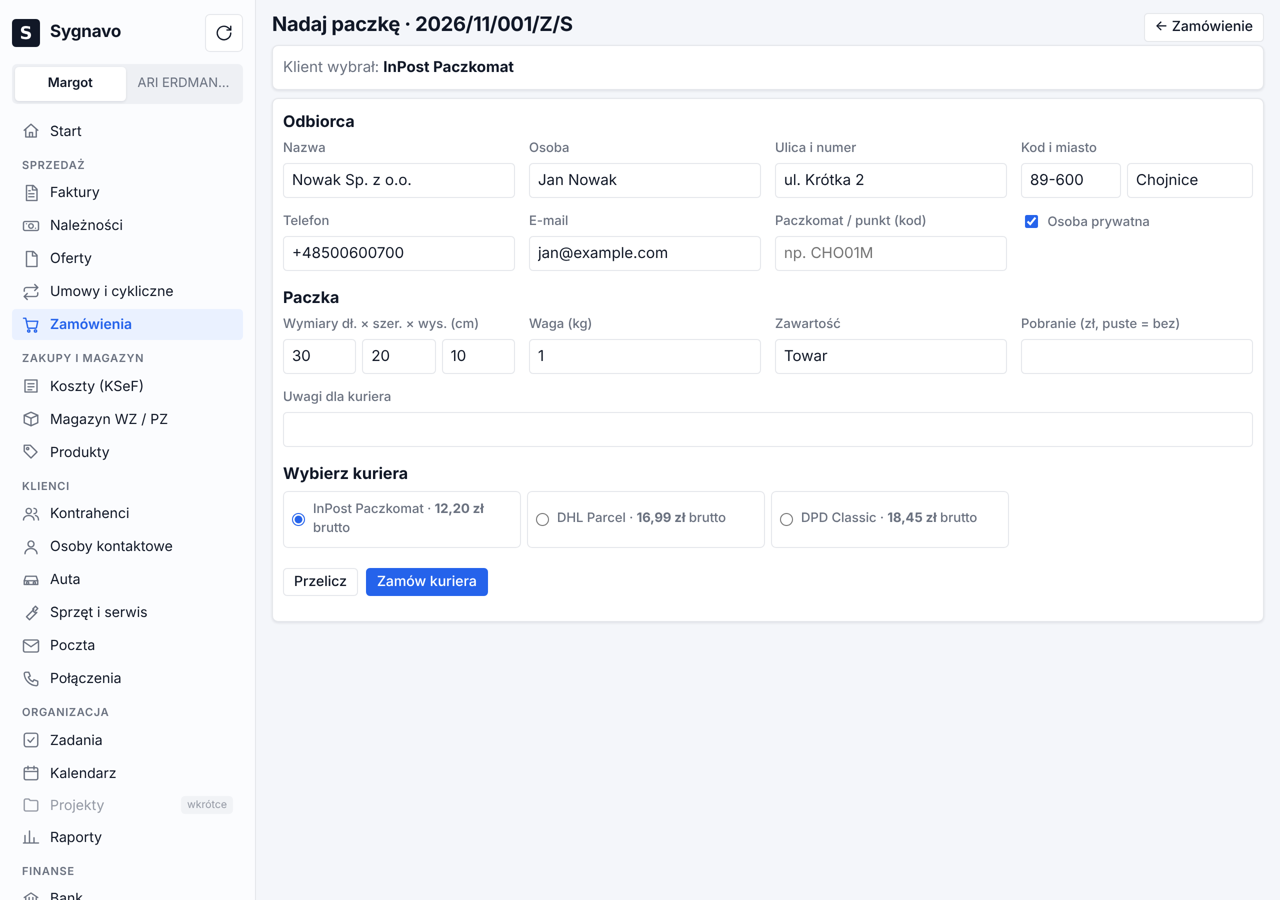 S Sygnavo
Margot ARI ERDMAN...
Start
SPRZEDAŻ
Faktury
Należności
Oferty
Umowy i cykliczne
Zamówienia
ZAKUPY I MAGAZYN
Koszty (KSeF)
Magazyn WZ / PZ
Produkty
KLIENCI
Kontrahenci
Osoby kontaktowe
Auta
Sprzęt i serwis
Poczta
Połączenia
ORGANIZACJA
Zadania
Kalendarz
Projekty wkrótce
Raporty
FINANSE
Bank
Nadaj paczkę · 2026/11/001/Z/S
← Zamówienie
Klient wybrał: InPost Paczkomat
Odbiorca
Nazwa Osoba Ulica i numer Kod i miasto
Nowak Sp. z o.o. Jan Nowak ul. Krótka 2 89-600 Chojnice
Telefon E-mail Paczkomat / punkt (kod) Osoba prywatna
+48500600700 jan@example.com np. CHO01M
Paczka
Wymiary dł. × szer. × wys. (cm) Waga (kg) Zawartość Pobranie (zł, puste = bez)
30 20 10 1 Towar
Uwagi dla kuriera
Wybierz kuriera
InPost Paczkomat · 12,20 zł
brutto
DHL Parcel · 16,99 zł brutto
DPD Classic · 18,45 zł brutto
Przelicz Zamów kuriera